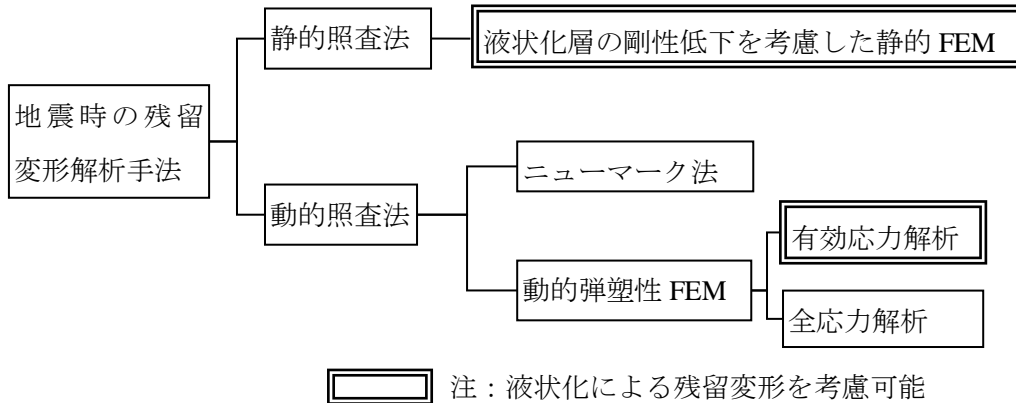 静的照査法
液状化層の剛性低下を考慮した静的 FEM
地震時の残留
変形解析手法
ニューマーク法
動的照査法
有効応力解析
動的弾塑性 FEM
全応力解析
注：液状化による残留変形を考慮可能